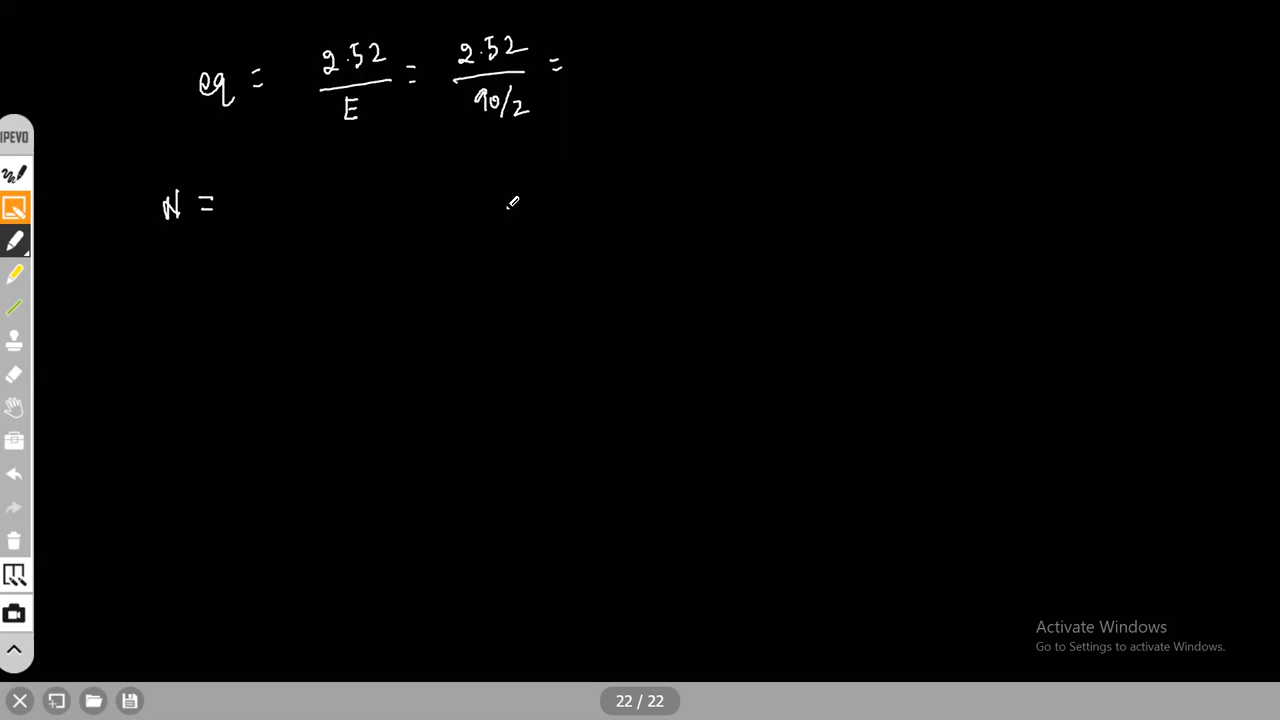 eq = 2.52 / E = 2.52 / 90/2 =
IPEVO
N =
Activate Windows
Go to Settings to activate Windows.
22 / 22